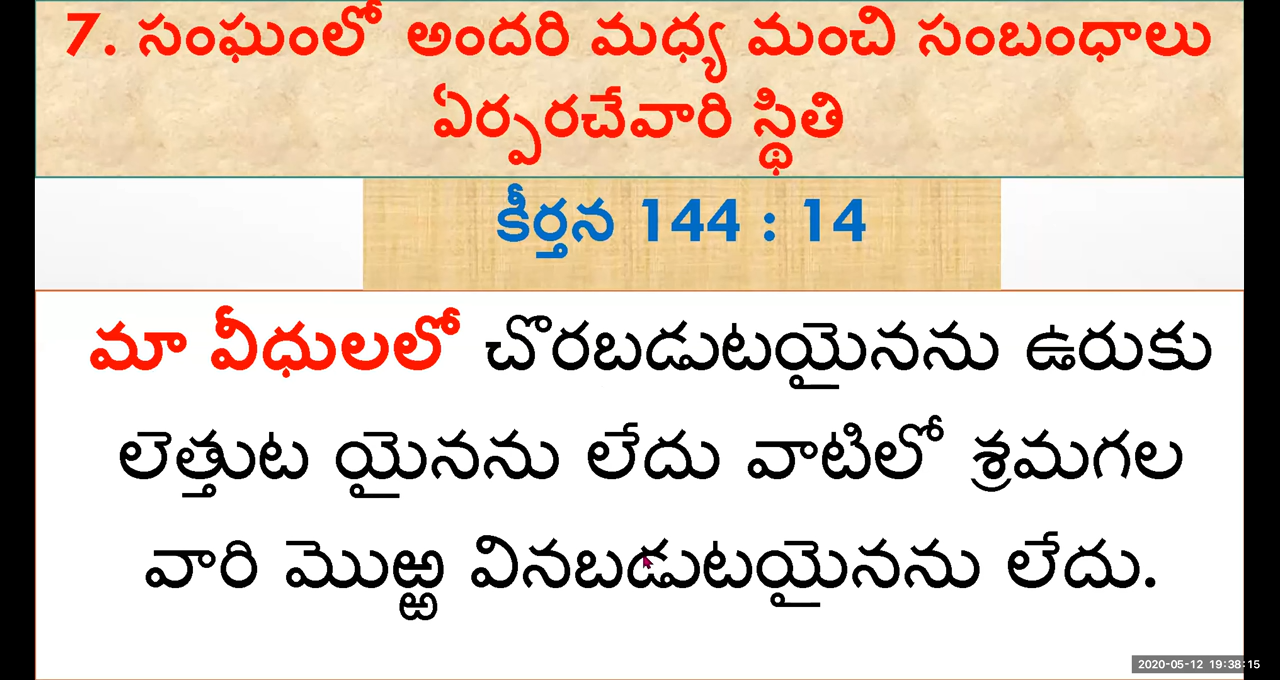 7. సంఘంలో అందరి మధ్య మంచి సంబంధాలు
ఏర్పరచేవారి స్థితి
కీర్తన 144 : 14
మా వీధులలో చొరబడుటయైనను ఉరుకు
లెత్తుట యైనను లేదు వాటిలో శ్రమగల
వారి మొఱ్ఱ వినబడుటయైనను లేదు.
2020-05-12 19:38:15